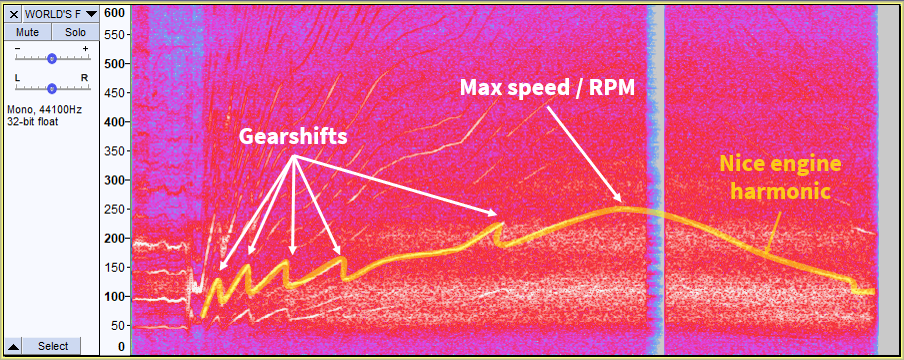 × WORLD'S F
Mute Solo
- +
L R
Mono, 44100Hz
32-bit float
Select
600
550
500
450
400
350
300
250
200
150
100
50
0
Gearshifts
Max speed / RPM
Nice engine
harmonic